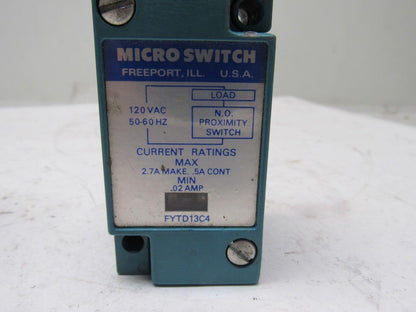 MICRO SWITCH
FREEPORT, ILL. U.S.A.
LOAD
120 VAC
50-60 HZ
N.O.
PROXIMITY
SWITCH
CURRENT RATINGS
MAX
2.7A MAKE, .5A CONT
MIN
.02 AMP
FYTD13C4